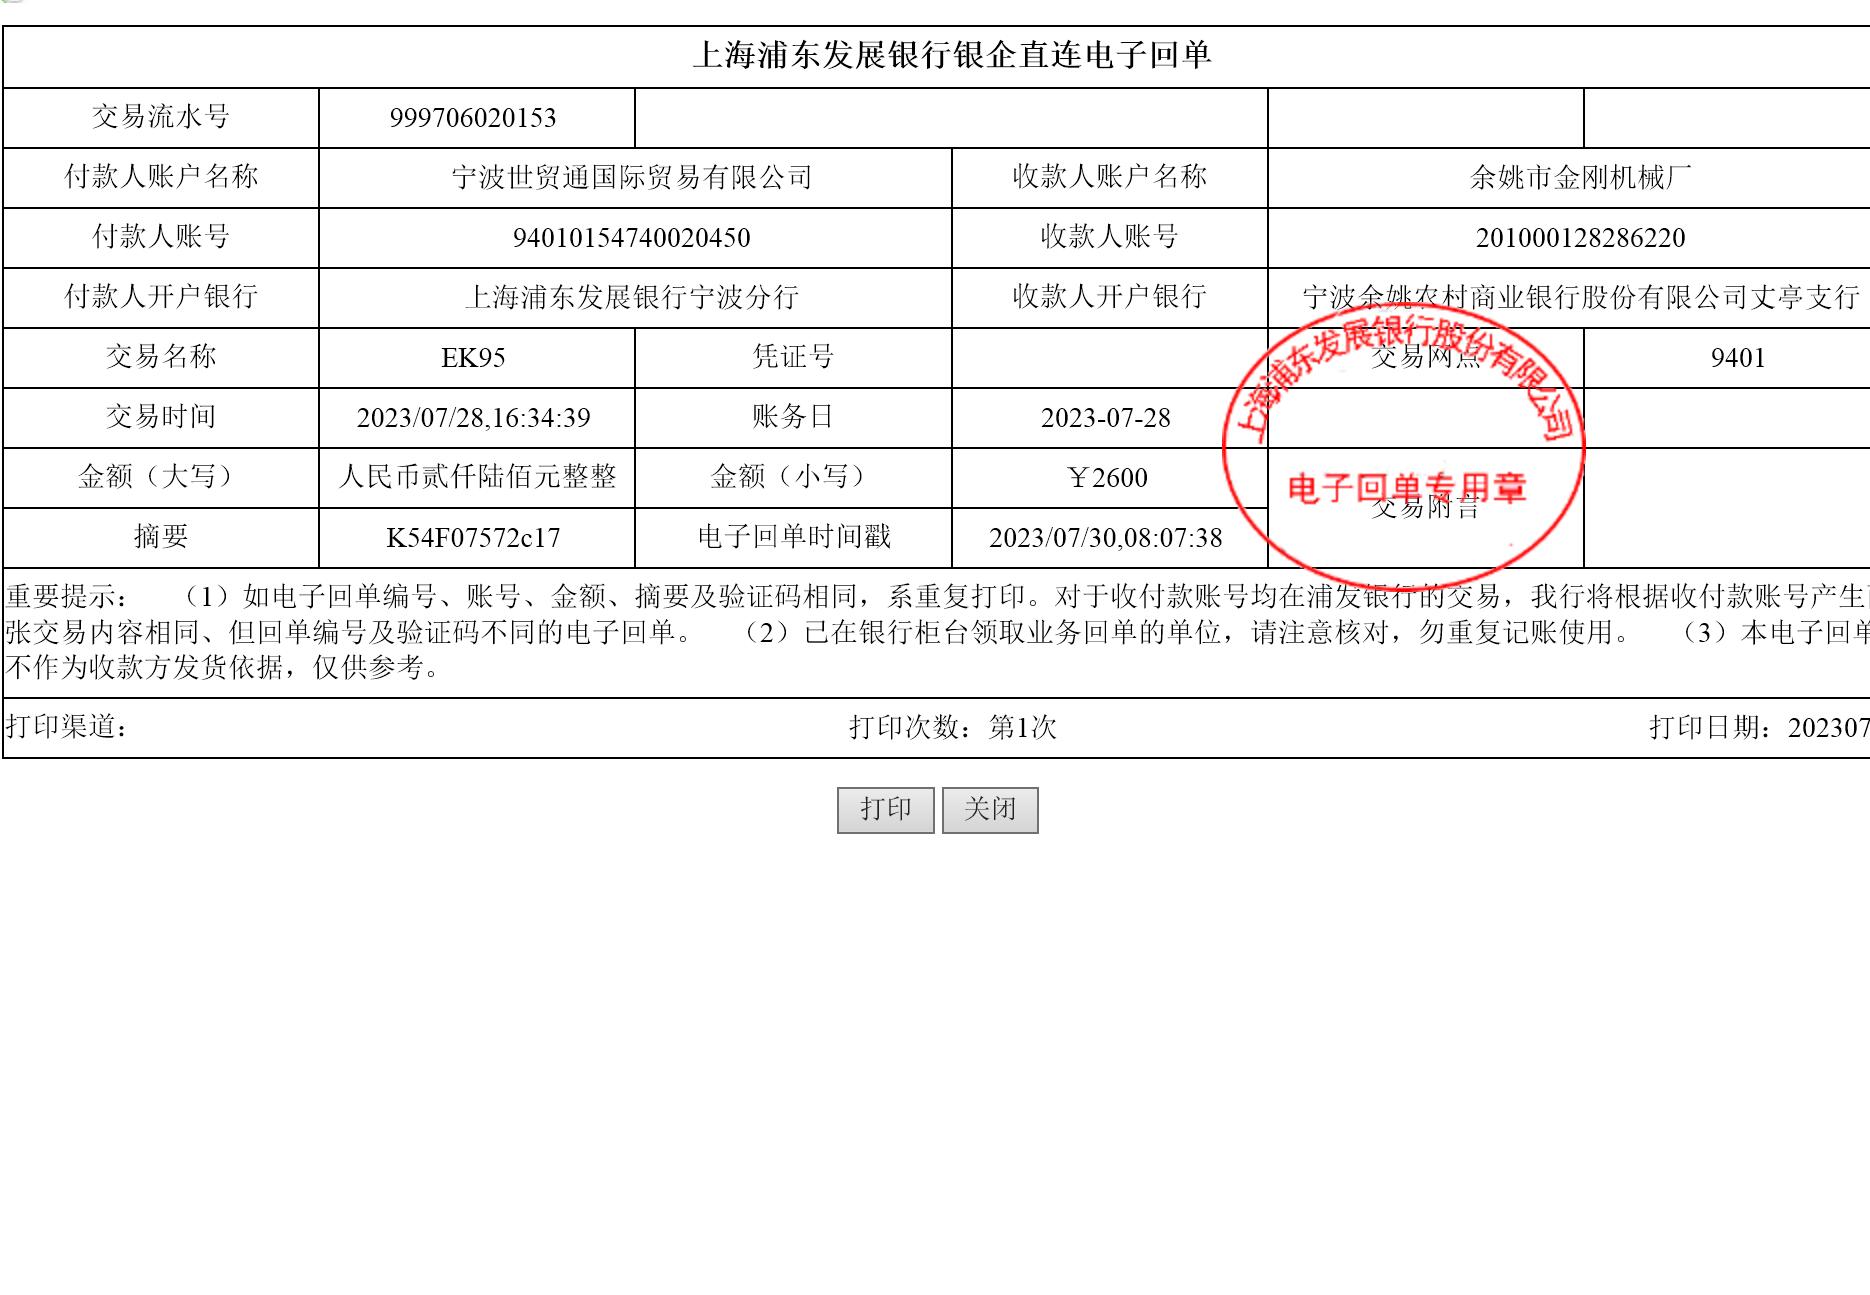 上海浦东发展银行银企直连电子回单
交易流水号 999706020153
付款人账户名称 宁波世贸通国际贸易有限公司 收款人账户名称 余姚市金刚机械厂
付款人账号 94010154740020450 收款人账号 201000128286220
付款人开户银行 上海浦东发展银行宁波分行 收款人开户银行 宁波余姚农村商业银行股份有限公司丈亭支行
交易名称 EK95 凭证号 交易网点 9401
交易时间 2023/07/28,16:34:39 账务日 2023-07-28
金额（大写） 人民币贰仟陆佰元整整 金额（小写） ￥2600
交易附言
摘要 K54F07572c17 电子回单时间戳 2023/07/30,08:07:38
上海浦东发展银行股份有限公司
电子回单专用章
重要提示： （1）如电子回单编号、账号、金额、摘要及验证码相同，系重复打印。对于收付款账号均在浦发银行的交易，我行将根据收付款账号产生
张交易内容相同、但回单编号及验证码不同的电子回单。 （2）已在银行柜台领取业务回单的单位，请注意核对，勿重复记账使用。 （3）本电子回单
不作为收款方发货依据，仅供参考。
打印渠道： 打印次数：第1次 打印日期：202307
打印 关闭